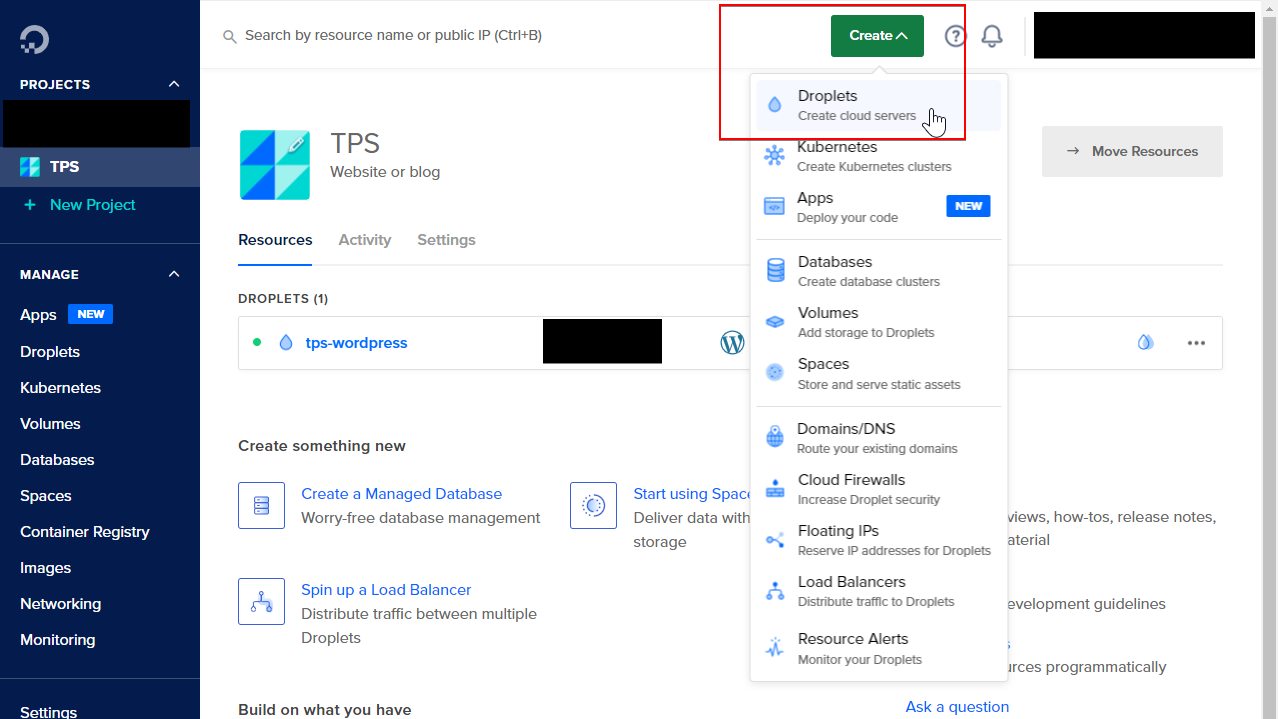 Search by resource name or public IP (Ctrl+B)
Create
?
PROJECTS
TPS
+ New Project
MANAGE
Apps NEW
Droplets
Kubernetes
Volumes
Databases
Spaces
Container Registry
Images
Networking
Monitoring
Settings
TPS
Website or blog
→ Move Resources
Resources Activity Settings
DROPLETS (1)
tps-wordpress
Create something new
Create a Managed Database
Worry-free database management
Start using Space
Deliver data with
storage
Spin up a Load Balancer
Distribute traffic between multiple
Droplets
Build on what you have
Droplets
Create cloud servers
Kubernetes
Create Kubernetes clusters
Apps
Deploy your code
NEW
Databases
Create database clusters
Volumes
Add storage to Droplets
Spaces
Store and serve static assets
Domains/DNS
Route your existing domains
Cloud Firewalls
Increase Droplet security
Floating IPs
Reserve IP addresses for Droplets
Load Balancers
Distribute traffic to Droplets
Resource Alerts
Monitor your Droplets
views, how-tos, release notes,
aterial
evelopment guidelines
s
urces programmatically
Ask a question